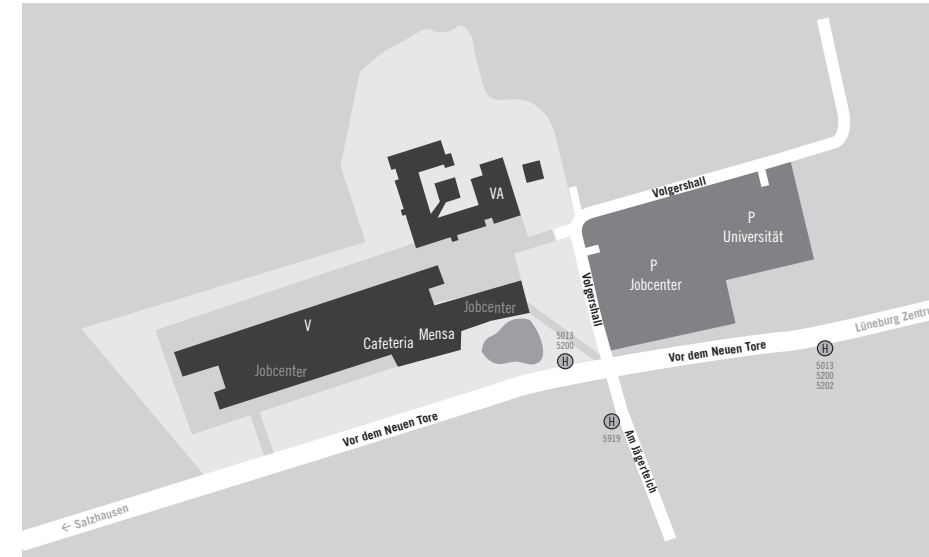 Volgershall
VA
P
Universität
P
Jobcenter
Volgershall
Jobcenter
V
Mensa
Cafeteria
Jobcenter
5013
5200
H
Lüneburg Zentru
Vor dem Neuen Tore
H
5013
5200
5202
H
5919
Vor dem Neuen Tore
Am Jägerteich
← Salzhausen